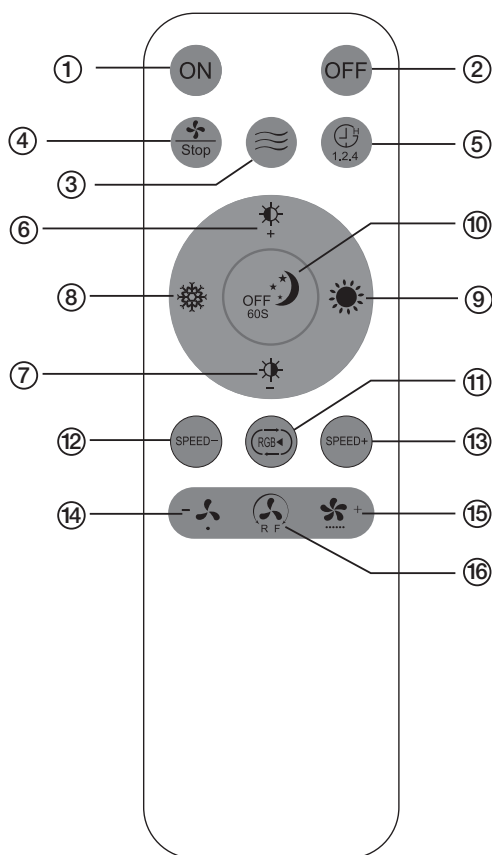 ① ON OFF ②
④ Stop ③ H 1.2.4 ⑤
⑥ + ⑩
⑧ OFF 60S ⑨
⑦ − ⑪
⑫ SPEED− RGB SPEED+ ⑬
⑭ − R F + ⑮
⑯